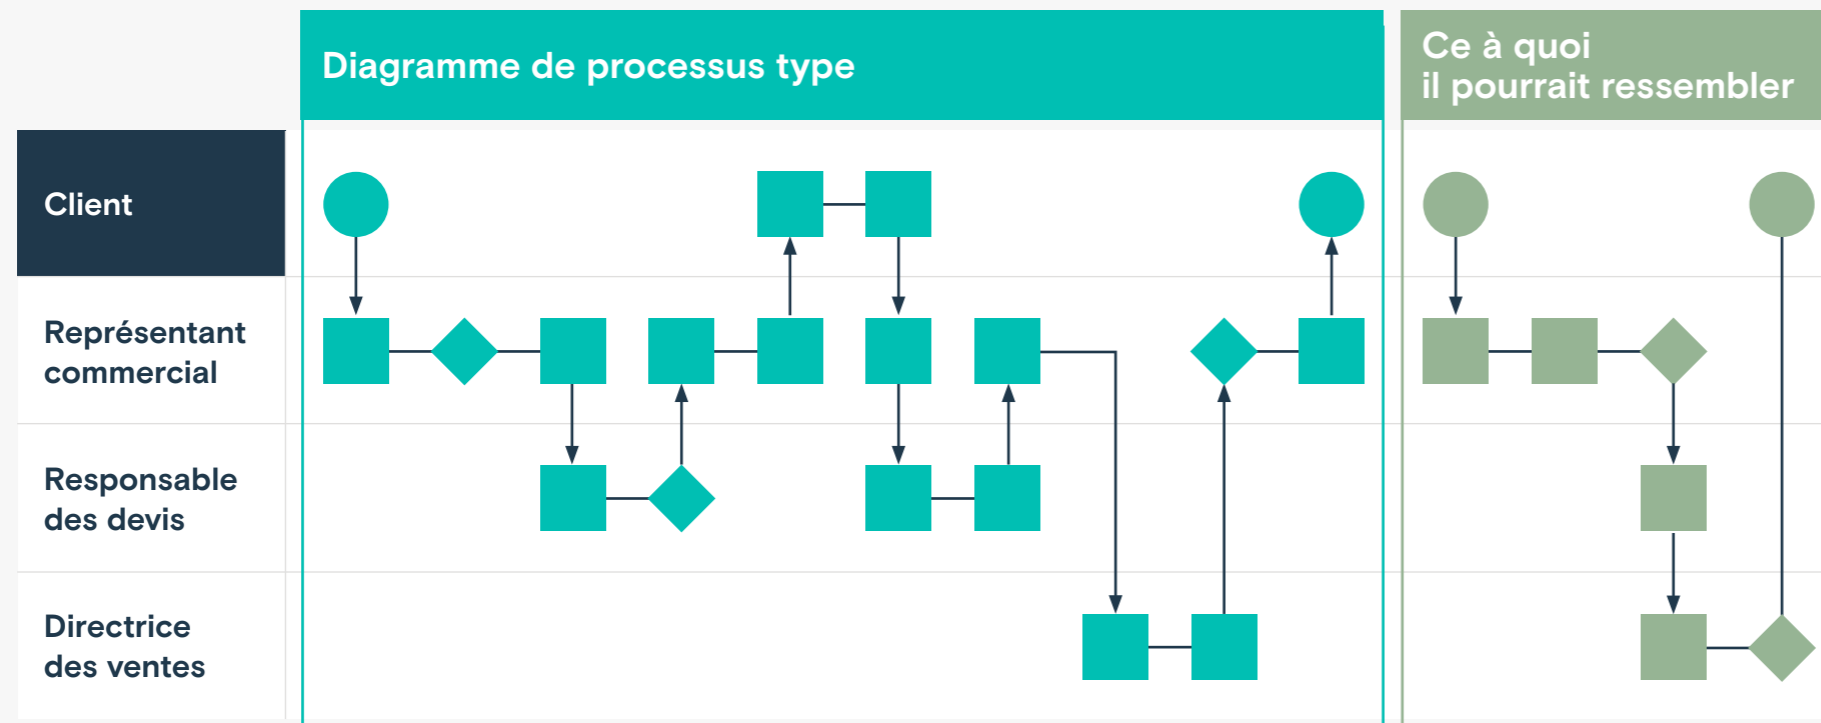 Diagramme de processus type
Ce à quoi
il pourrait ressembler
Client
Représentant
commercial
Responsable
des devis
Directrice
des ventes